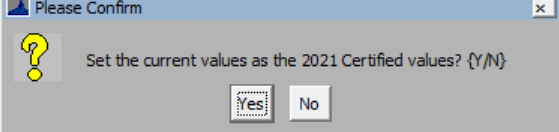 Please Confirm
Set the current values as the 2021 Certified values? {Y/N}
Yes No